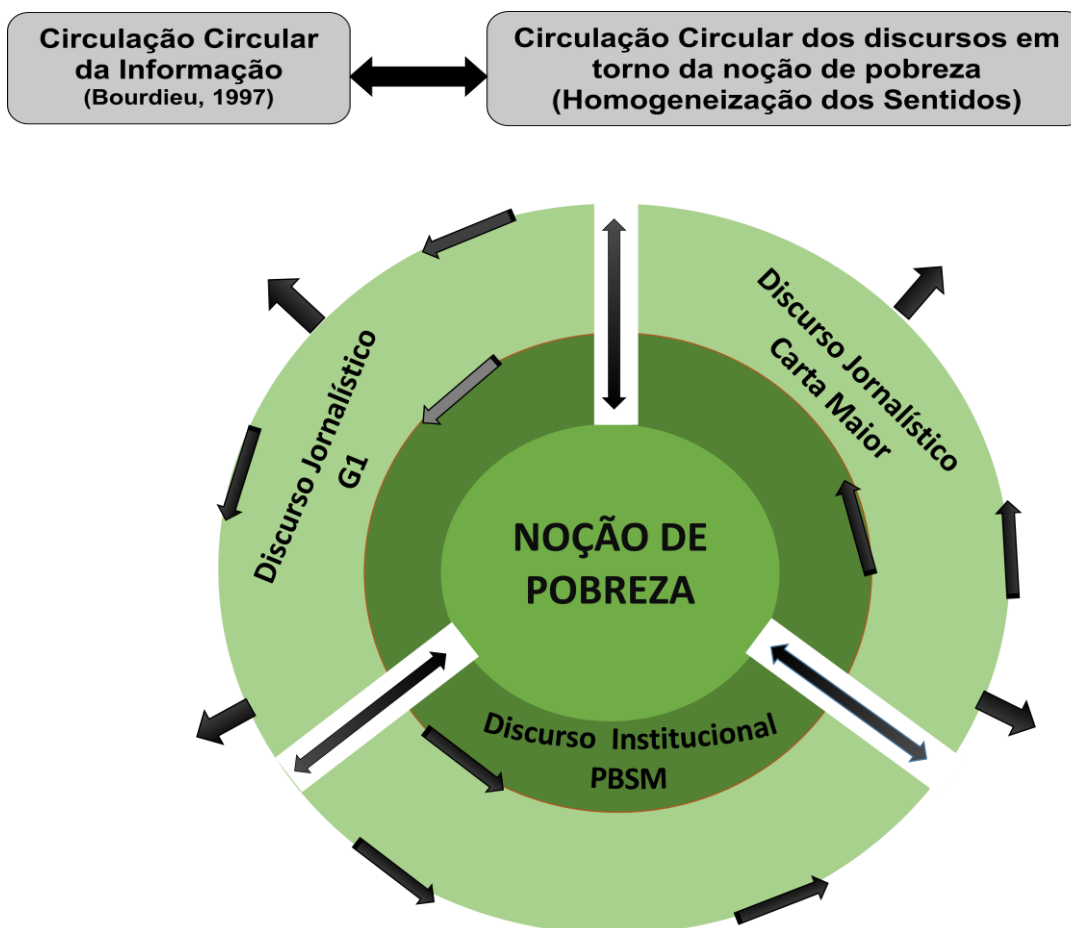 Circulação Circular
da Informação
(Bourdieu, 1997)
Circulação Circular dos discursos em
torno da noção de pobreza
(Homogeneização dos Sentidos)
Discurso Jornalístico
G1
Discurso Jornalístico
Carta Maior
NOÇÃO DE
POBREZA
Discurso Institucional
PBSM